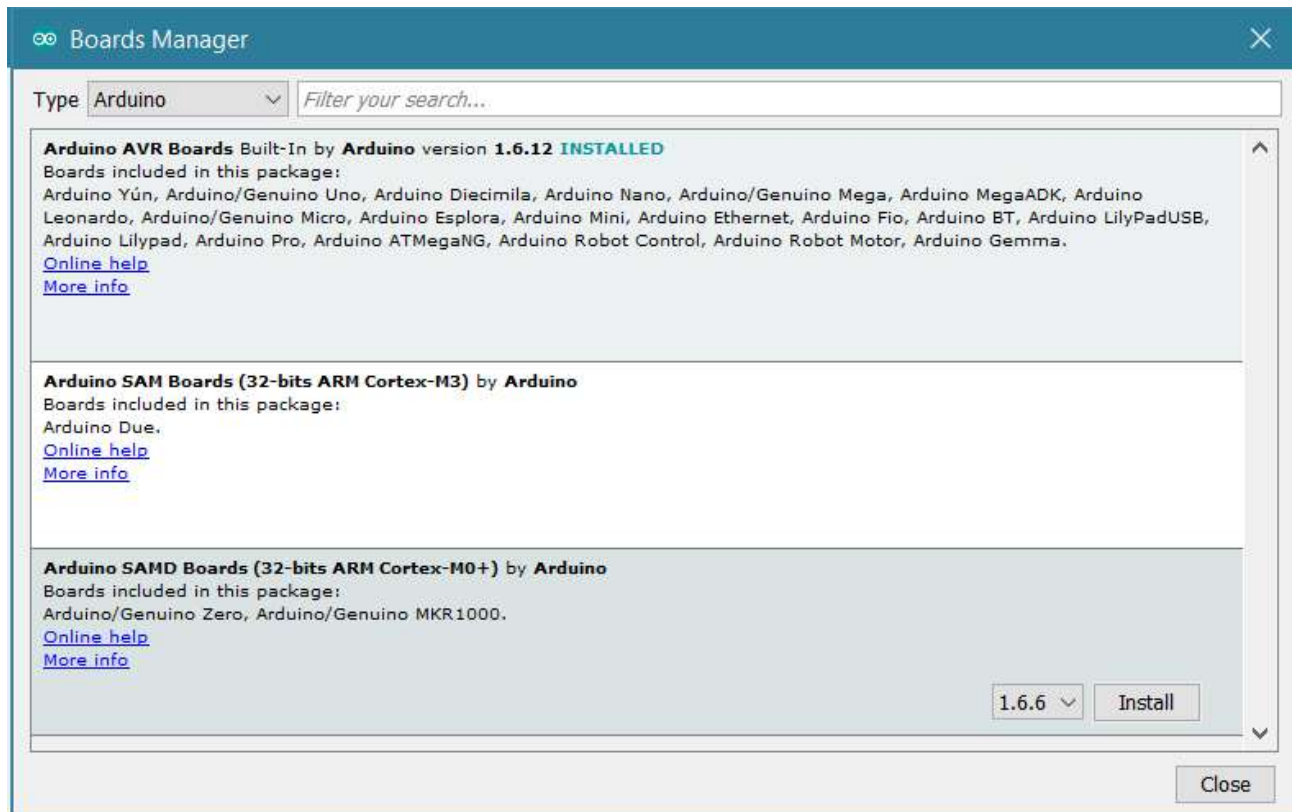 Boards Manager
Type Arduino Filter your search...
Arduino AVR Boards Built-In by Arduino version 1.6.12 INSTALLED
Boards included in this package:
Arduino Yún, Arduino/Genuino Uno, Arduino Diecimila, Arduino Nano, Arduino/Genuino Mega, Arduino MegaADK, Arduino
Leonardo, Arduino/Genuino Micro, Arduino Esplora, Arduino Mini, Arduino Ethernet, Arduino Fio, Arduino BT, Arduino LilyPadUSB,
Arduino Lilypad, Arduino Pro, Arduino ATMegaNG, Arduino Robot Control, Arduino Robot Motor, Arduino Gemma.
Online help
More info
Arduino SAM Boards (32-bits ARM Cortex-M3) by Arduino
Boards included in this package:
Arduino Due.
Online help
More info
Arduino SAMD Boards (32-bits ARM Cortex-M0+) by Arduino
Boards included in this package:
Arduino/Genuino Zero, Arduino/Genuino MKR1000.
Online help
More info
1.6.6 Install
Close